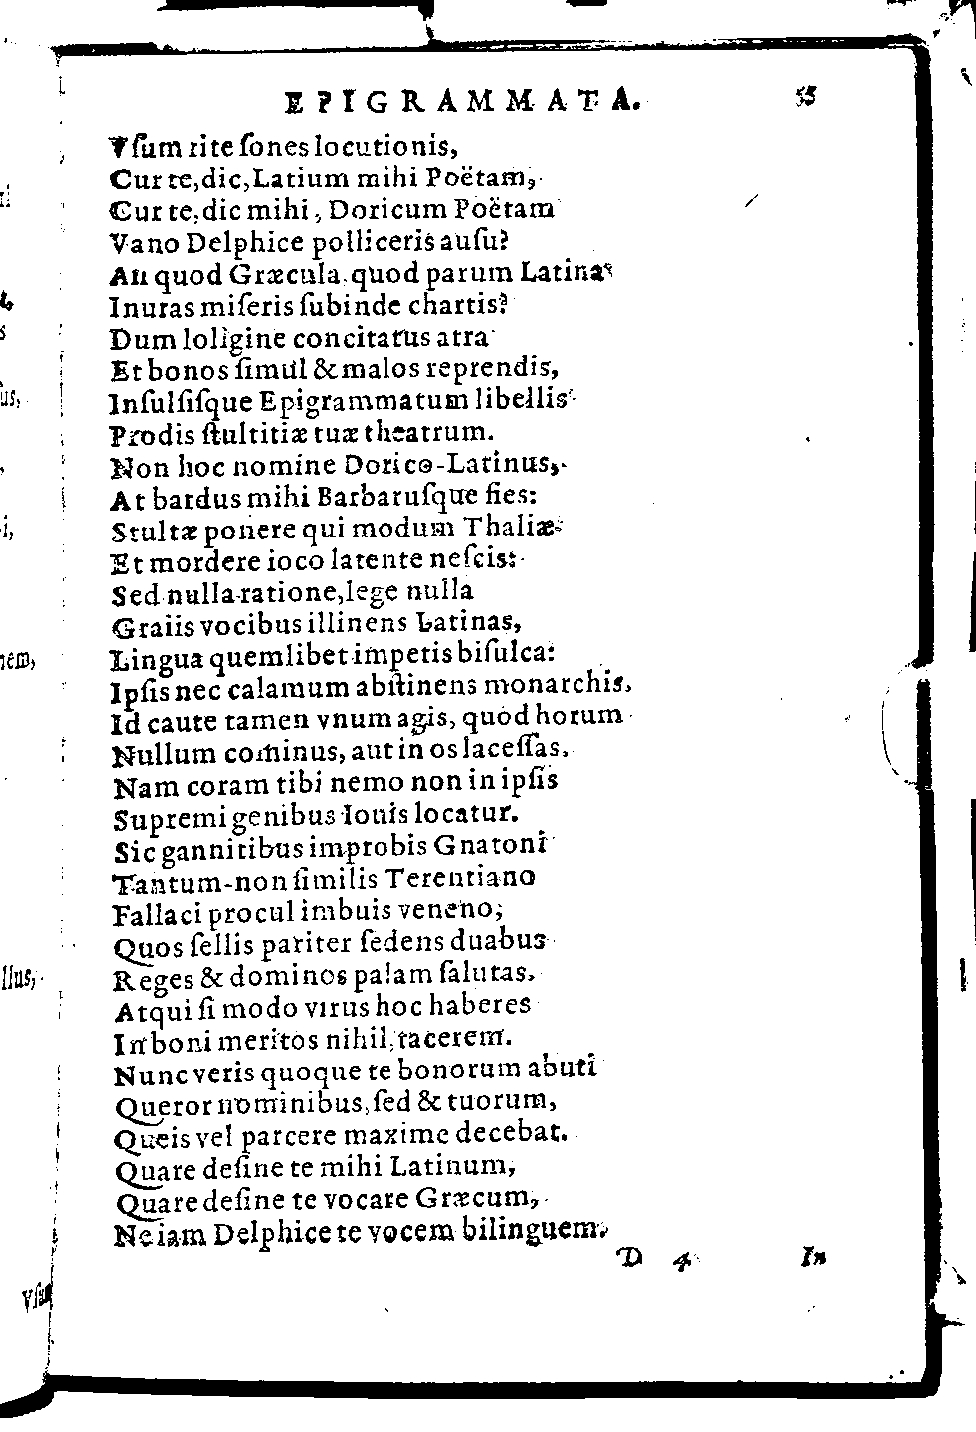 EPIGRAMMATA. 55
Vſum rite ſones locutionis,
Cur te, dic, Latium mihi Poëtam,
Cur te, dic mihi, Doricum Poëtam
Vano Delphice polliceris auſu?
An quod Græcula, quod parum Latina
Inuras miſeris ſubinde chartis?
Dum loligine concitatus atra
Et bonos ſimul & malos reprendis,
Inſulſiſque Epigrammatum libellis
Prodis ſtultitiæ tuæ theatrum.
Non hoc nomine Dorico-Latinus,
At bardus mihi Barbaruſque fies:
Stultæ ponere qui modum Thaliæ
Et mordere ioco latente neſcis:
Sed nulla ratione, lege nulla
Graiis vocibus illinens Latinas,
Lingua quemlibet impetis biſulca:
Ipſis nec calamum abſtinens monarchis.
Id caute tamen vnum agis, quòd horum
Nullum cominus, aut in os laceſſas.
Nam coram tibi nemo non in ipſis
Supremi genibus Iouis locatur.
Sic gannitibus improbis Gnatoni
Tantum-non ſimilis Terentiano
Fallaci procul imbuis veneno;
Quos ſellis pariter ſedens duabus
Reges & dominos palam ſalutas.
Atqui ſi modo virus hoc haberes
In boni meritos nihil, tacerem.
Nunc veris quoque te bonorum abuti
Queror nominibus, ſed & tuorum,
Queis vel parcere maxime decebat.
Quare deſine te mihi Latinum,
Quare deſine te vocare Græcum,
Ne iam Delphice te vocem bilinguem.
D 4 In